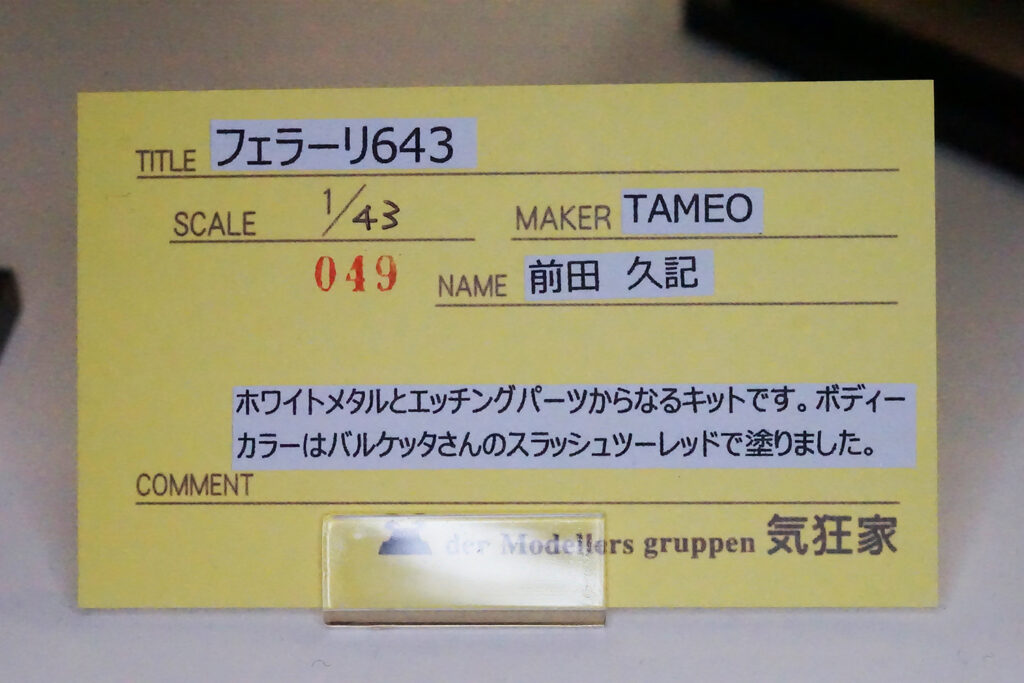 TITLE フェラーリ643
SCALE 1/43 MAKER TAMEO
049 NAME 前田 久記
ホワイトメタルとエッチングパーツからなるキットです。ボディー
カラーはバルケッタさんのスラッシュツーレッドで塗りました。
COMMENT
der Modellers gruppen 気狂家